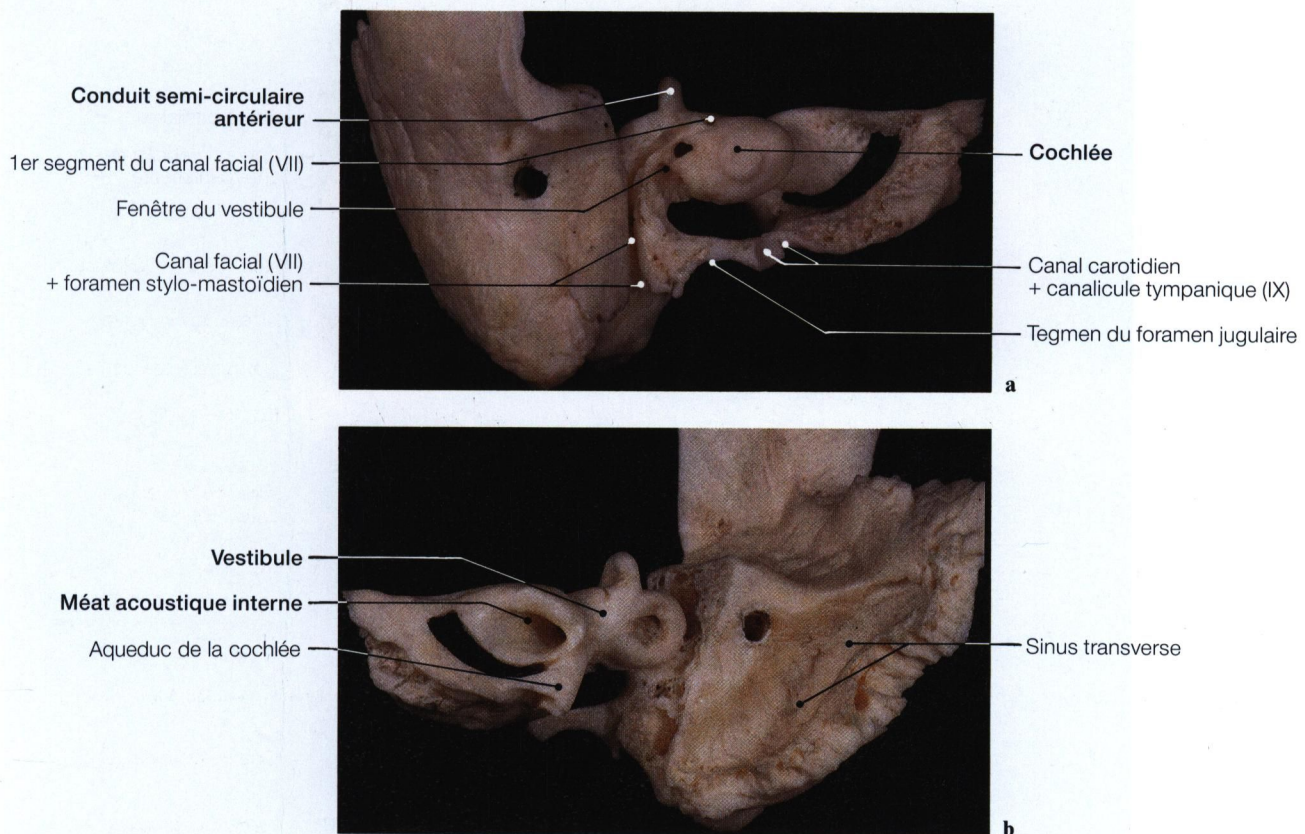 Conduit semi-circulaire
antérieur
1er segment du canal facial (VII)
Fenêtre du vestibule
Canal facial (VII)
+ foramen stylo-mastoïdien
Cochlée
Canal carotidien
+ canalicule tympanique (IX)
Tegmen du foramen jugulaire
a
Vestibule
Méat acoustique interne
Aqueduc de la cochlée
Sinus transverse
b